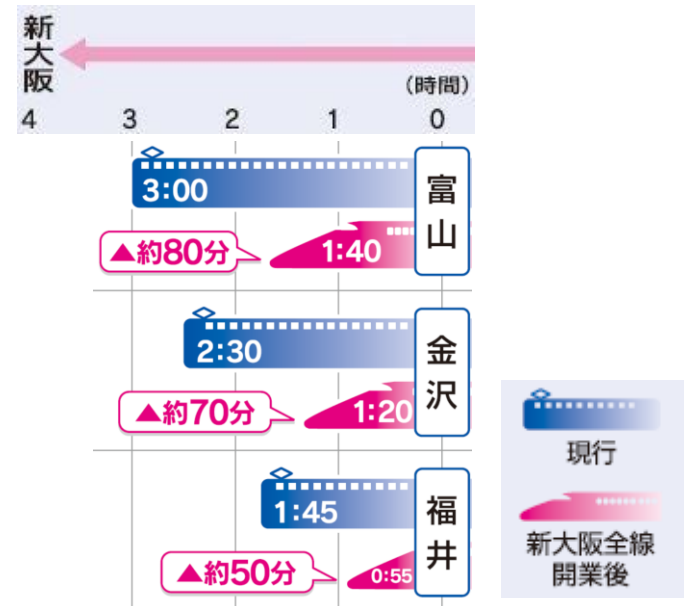 新大阪
(時間)
4 3 2 1 0
3:00
富山
▲約80分
1:40
2:30
金沢
▲約70分
1:20
1:45
福井
▲約50分
0:55
現行
新大阪全線
開業後